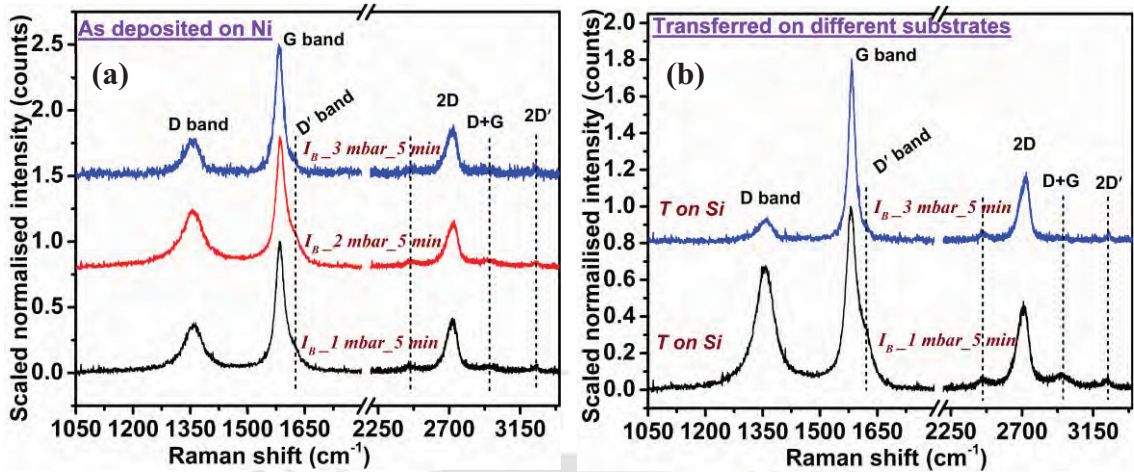 As deposited on Ni
(a)
G band
D band
D' band
2D
D+G
2D'
I_B_3 mbar_5 min
I_B_2 mbar_5 min
I_B_1 mbar_5 min
2.5
2.0
1.5
1.0
0.5
0.0
1050 1200 1350 1500 1650 2250 2700 3150
Raman shift (cm-1)
Scaled normalised intensity (counts)
Transferred on different substrates
(b)
G band
D band
D' band
2D
D+G
2D'
T on Si
I_B_3 mbar_5 min
T on Si
I_B_1 mbar_5 min
2.0
1.8
1.6
1.4
1.2
1.0
0.8
0.6
0.4
0.2
0.0
1050 1200 1350 1500 1650 2250 2700 3150
Raman shift (cm-1)
Scaled normailised intensity (counts)